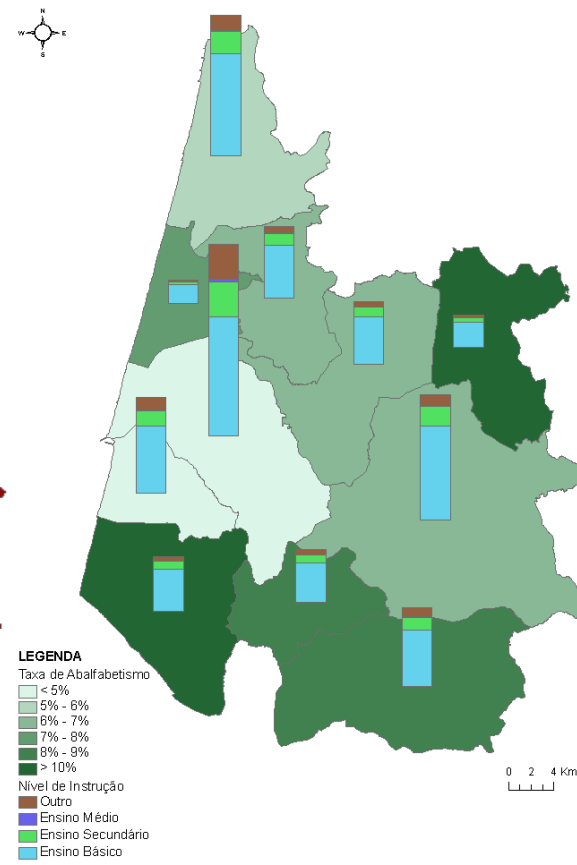 N
W E
S
LEGENDA
Taxa de Abalfabetismo
< 5%
5% - 6%
6% - 7%
7% - 8%
8% - 9%
> 10%
Nível de Instrução
Outro
Ensino Médio
Ensino Secundário
Ensino Básico
0 2 4 Km